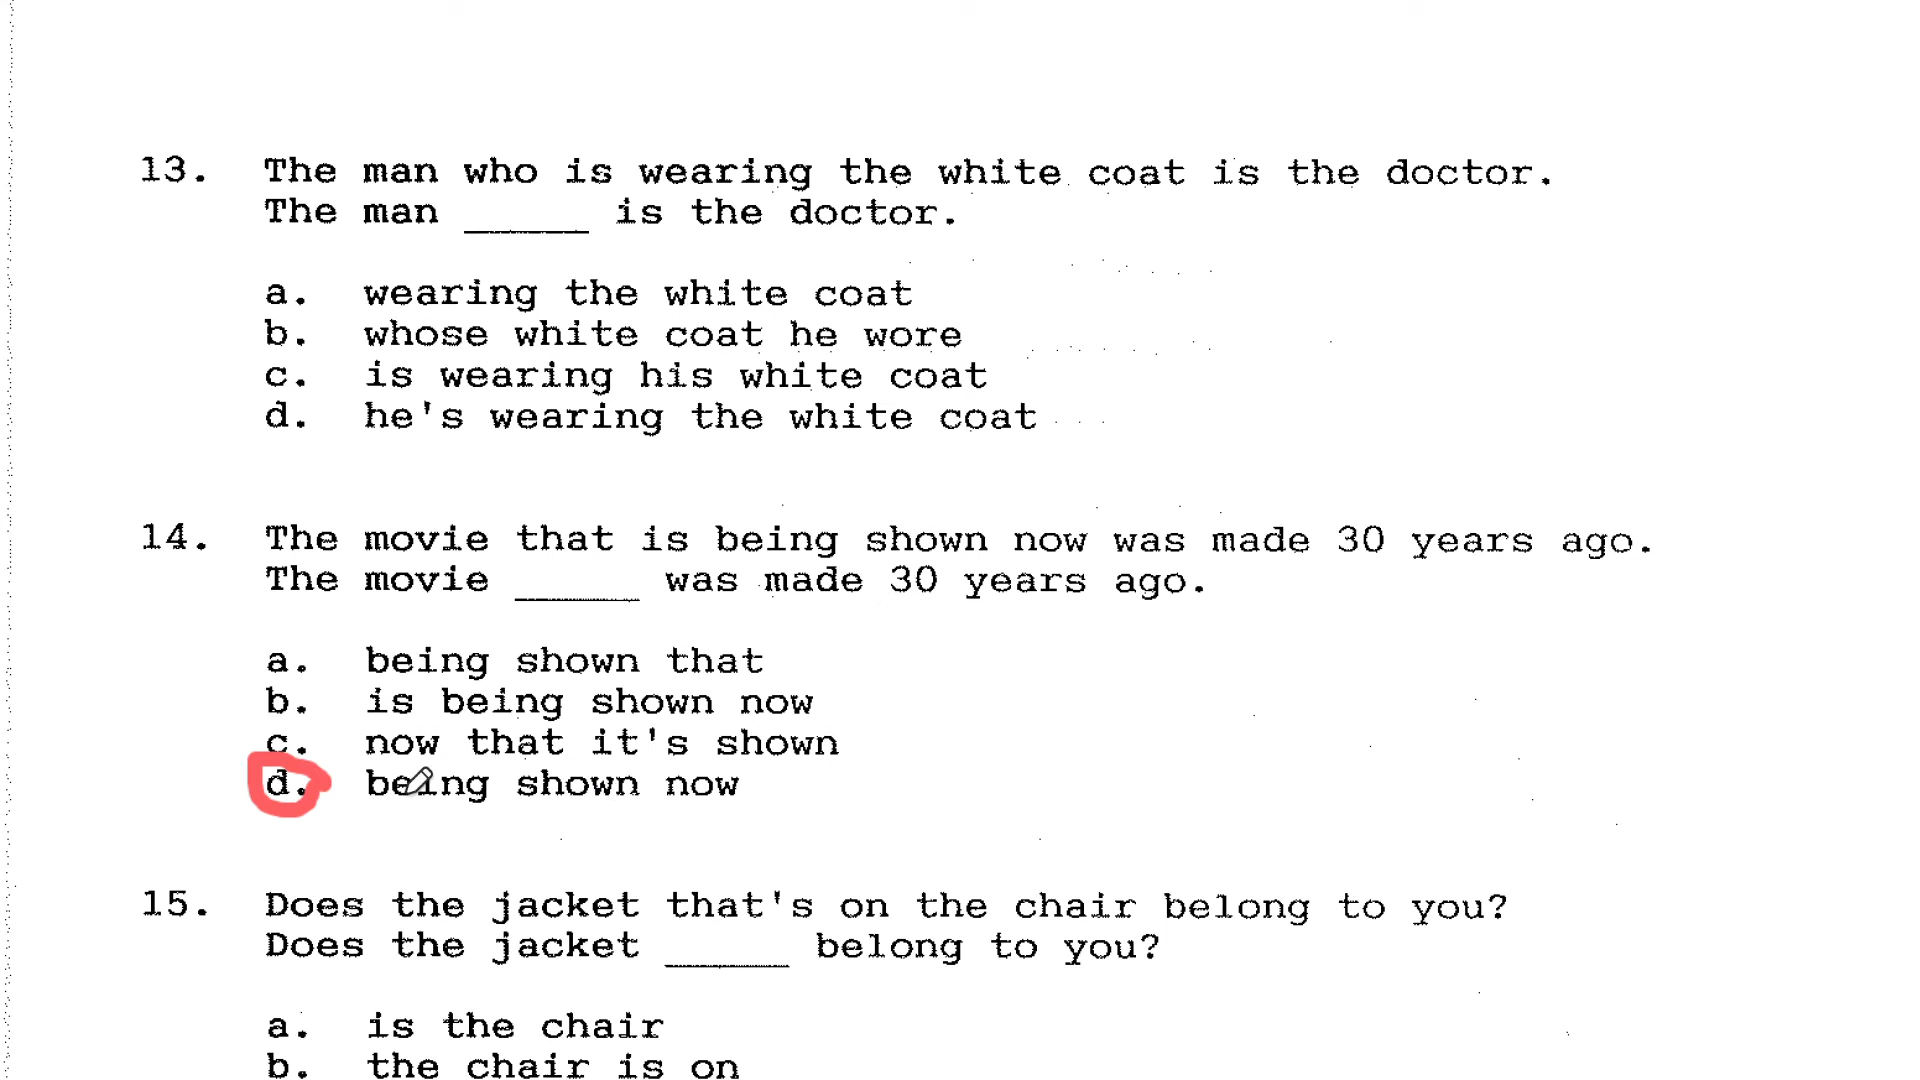 13. The man who is wearing the white coat is the doctor.
The man _____ is the doctor.
a. wearing the white coat
b. whose white coat he wore
c. is wearing his white coat
d. he's wearing the white coat
14. The movie that is being shown now was made 30 years ago.
The movie _____ was made 30 years ago.
a. being shown that
b. is being shown now
c. now that it's shown
d. being shown now
15. Does the jacket that's on the chair belong to you?
Does the jacket _____ belong to you?
a. is the chair
b. the chair is on